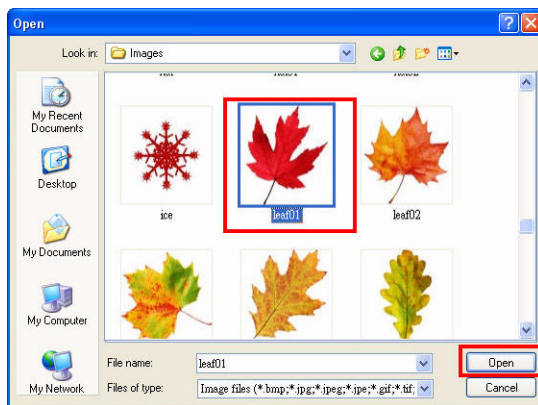 Open
Look in:
Images
My Recent
Documents
Desktop
My Documents
My Computer
My Network
ice
leaf01
leaf02
File name:
leaf01
Open
Files of type:
Image files (*.bmp;*.jpg;*.jpeg;*.jpe;*.gif;*.tif;
Cancel